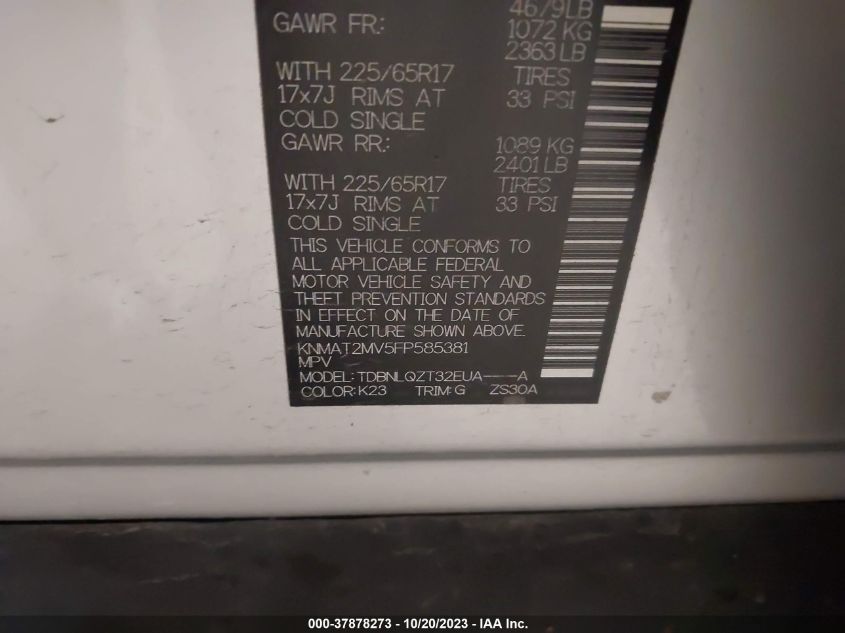 4679LB
GAWR FR: 1072 KG
2363 LB
WITH 225/65R17 TIRES
17x7J RIMS AT 33 PSI
COLD SINGLE
GAWR RR: 1089 KG
2401 LB
WITH 225/65R17 TIRES
17x7J RIMS AT 33 PSI
COLD SINGLE
THIS VEHICLE CONFORMS TO
ALL APPLICABLE FEDERAL
MOTOR VEHICLE SAFETY AND
THEFT PREVENTION STANDARDS
IN EFFECT ON THE DATE OF
MANUFACTURE SHOWN ABOVE.
KNMAT2MV5FP585381
MPV
MODEL: TDBNLQZT32EUA----A
COLOR: K23 TRIM: G ZS30A
000-37878273 - 10/20/2023 - IAA Inc.